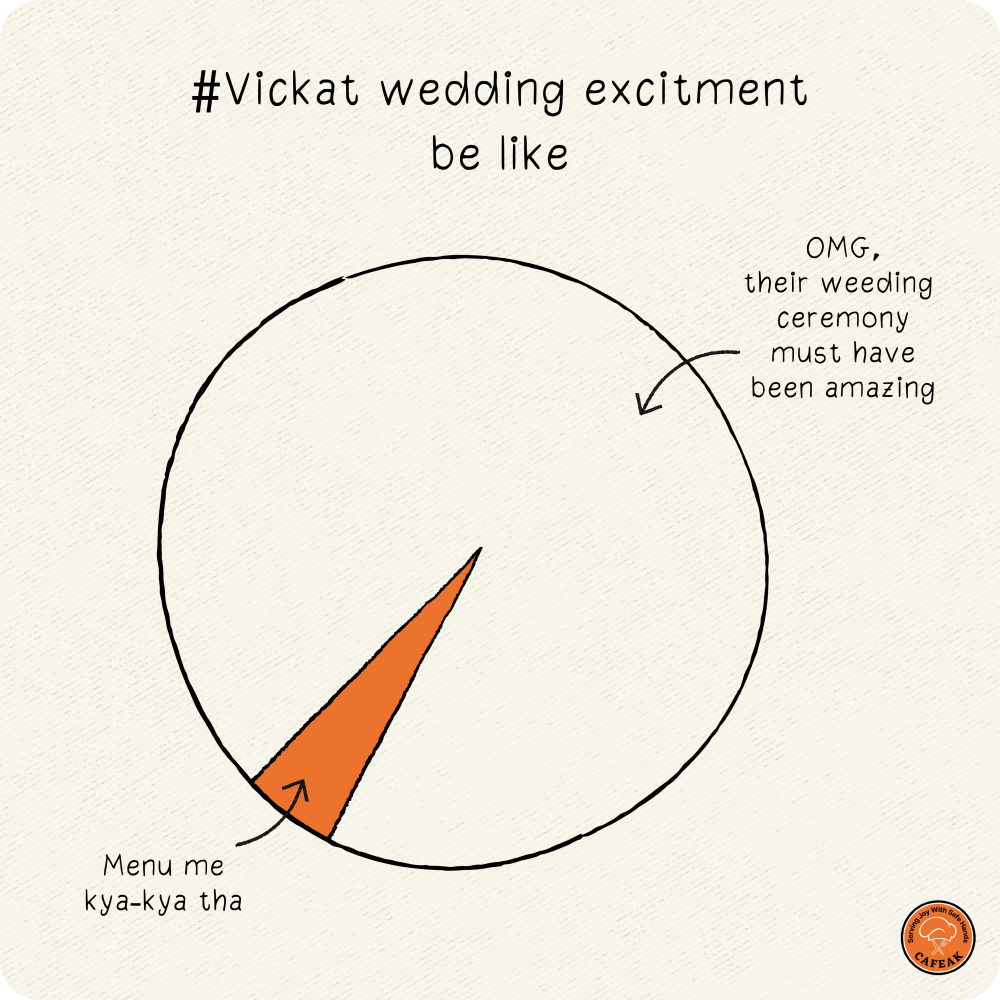 #Vickat wedding excitment
be like
OMG,
their weeding
ceremony
must have
been amazing
Menu me
kya-kya tha
Serving Joy With Safe Hands
CAFEAK